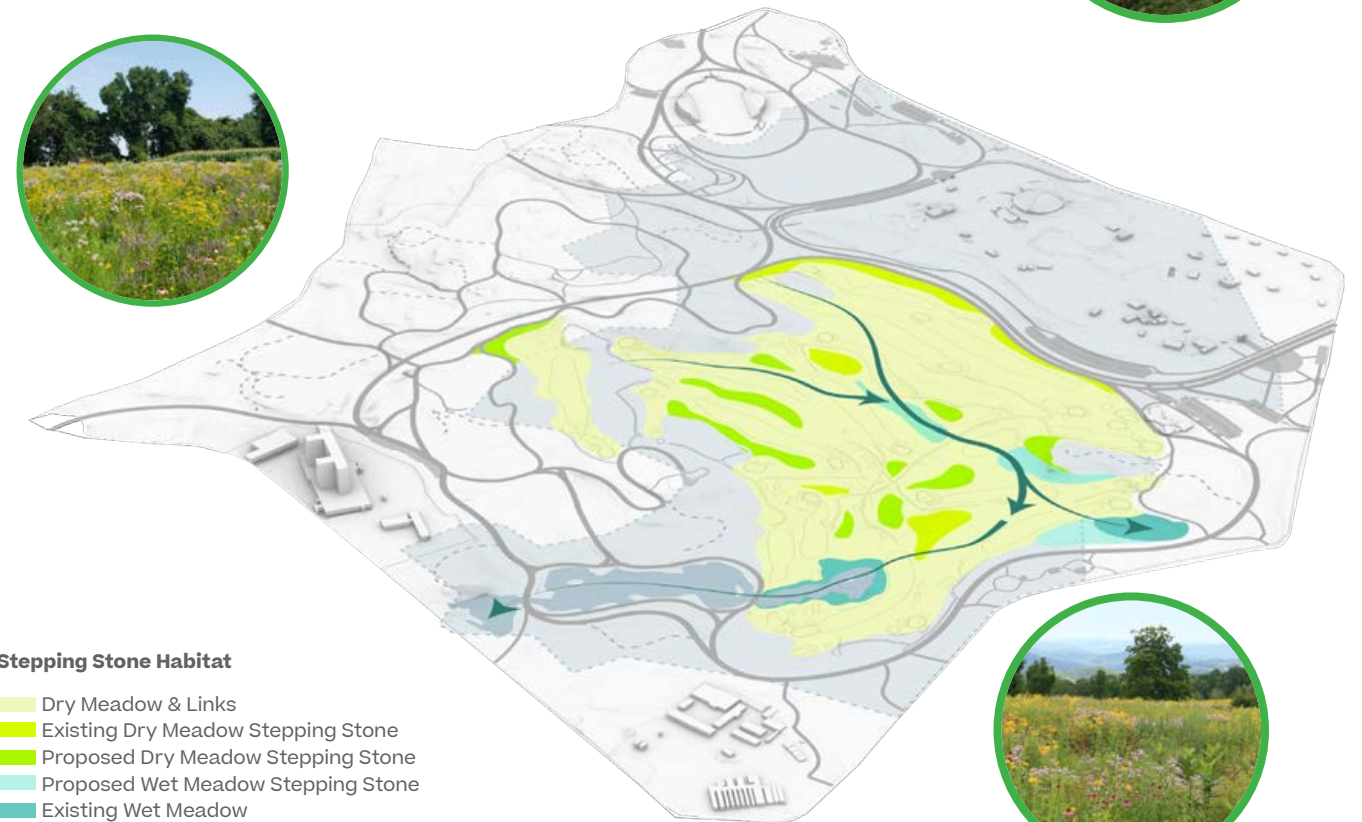 Stepping Stone Habitat
Dry Meadow & Links
Existing Dry Meadow Stepping Stone
Proposed Dry Meadow Stepping Stone
Proposed Wet Meadow Stepping Stone
Existing Wet Meadow